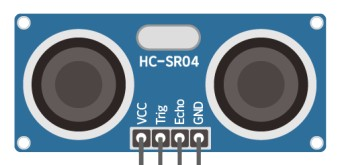 HC-SR04
VCC
Trig
Echo
GND